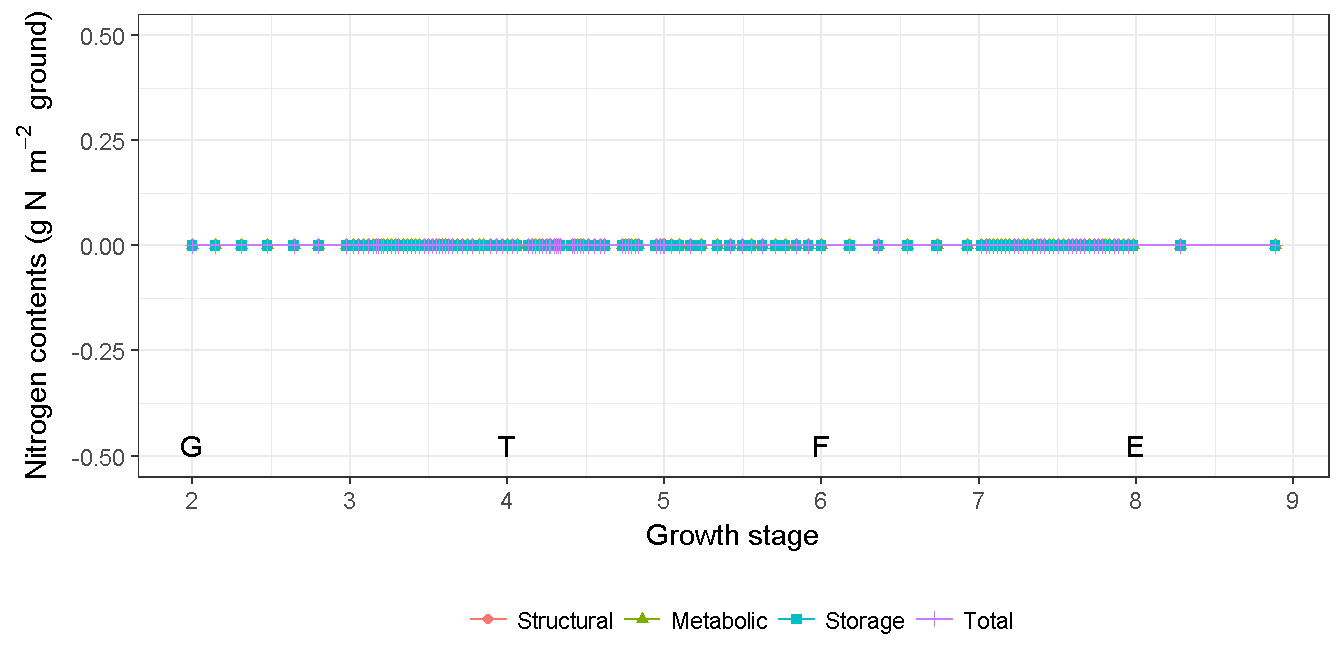 Nitrogen contents (g N m−2 ground)
0.50
0.25
0.00
-0.25
-0.50
G T F E
2 3 4 5 6 7 8 9
Growth stage
Structural Metabolic Storage Total